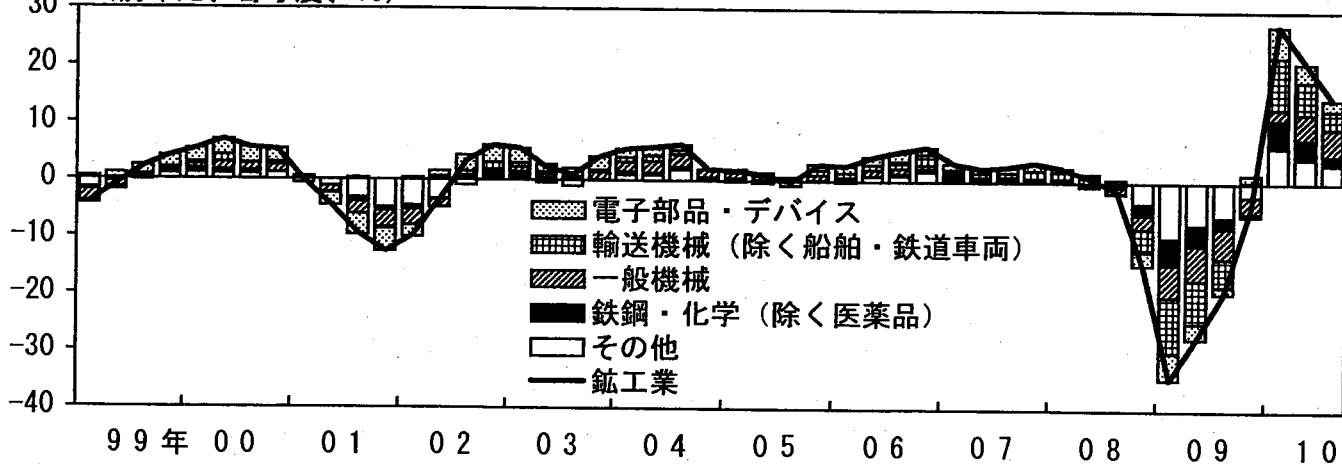 30
20
10
0
-10
-20
-30
-40
電子部品・デバイス
輸送機械（除く船舶・鉄道車両）
一般機械
鉄鋼・化学（除く医薬品）
その他
鉱工業
99年 00 01 02 03 04 05 06 07 08 09 10